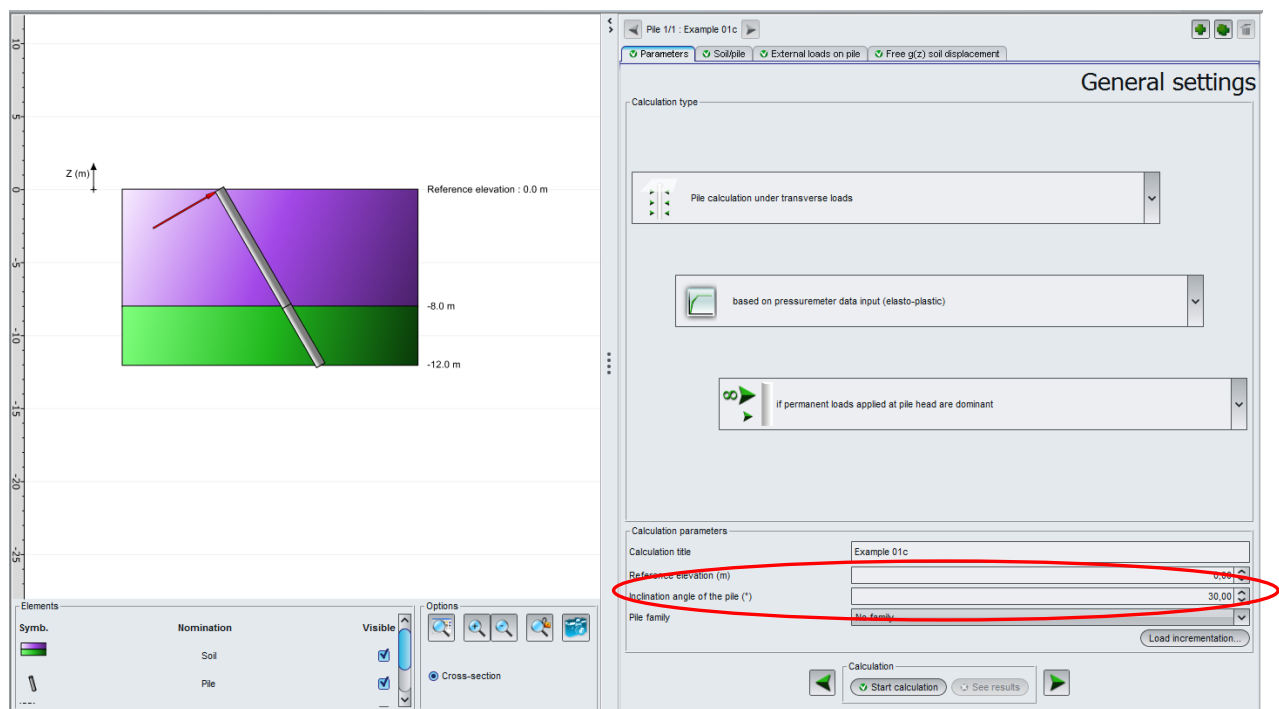 Pile 1/1 : Example 01c
Parameters
Soil/pile
External loads on pile
Free g(z) soil displacement
General settings
Calculation type
Pile calculation under transverse loads
based on pressuremeter data input (elasto-plastic)
if permanent loads applied at pile head are dominant
Calculation parameters
Calculation title
Example 01c
Reference elevation (m)
0,00
Inclination angle of the pile (°)
30,00
Pile family
No family
Load incrementation...
Calculation
Start calculation
See results
10
5
0
-5
-10
-15
-20
-25
Z (m)
Reference elevation : 0.0 m
-8.0 m
-12.0 m
Elements
Symb. Nomination Visible
Soil
Pile
Options
Cross-section